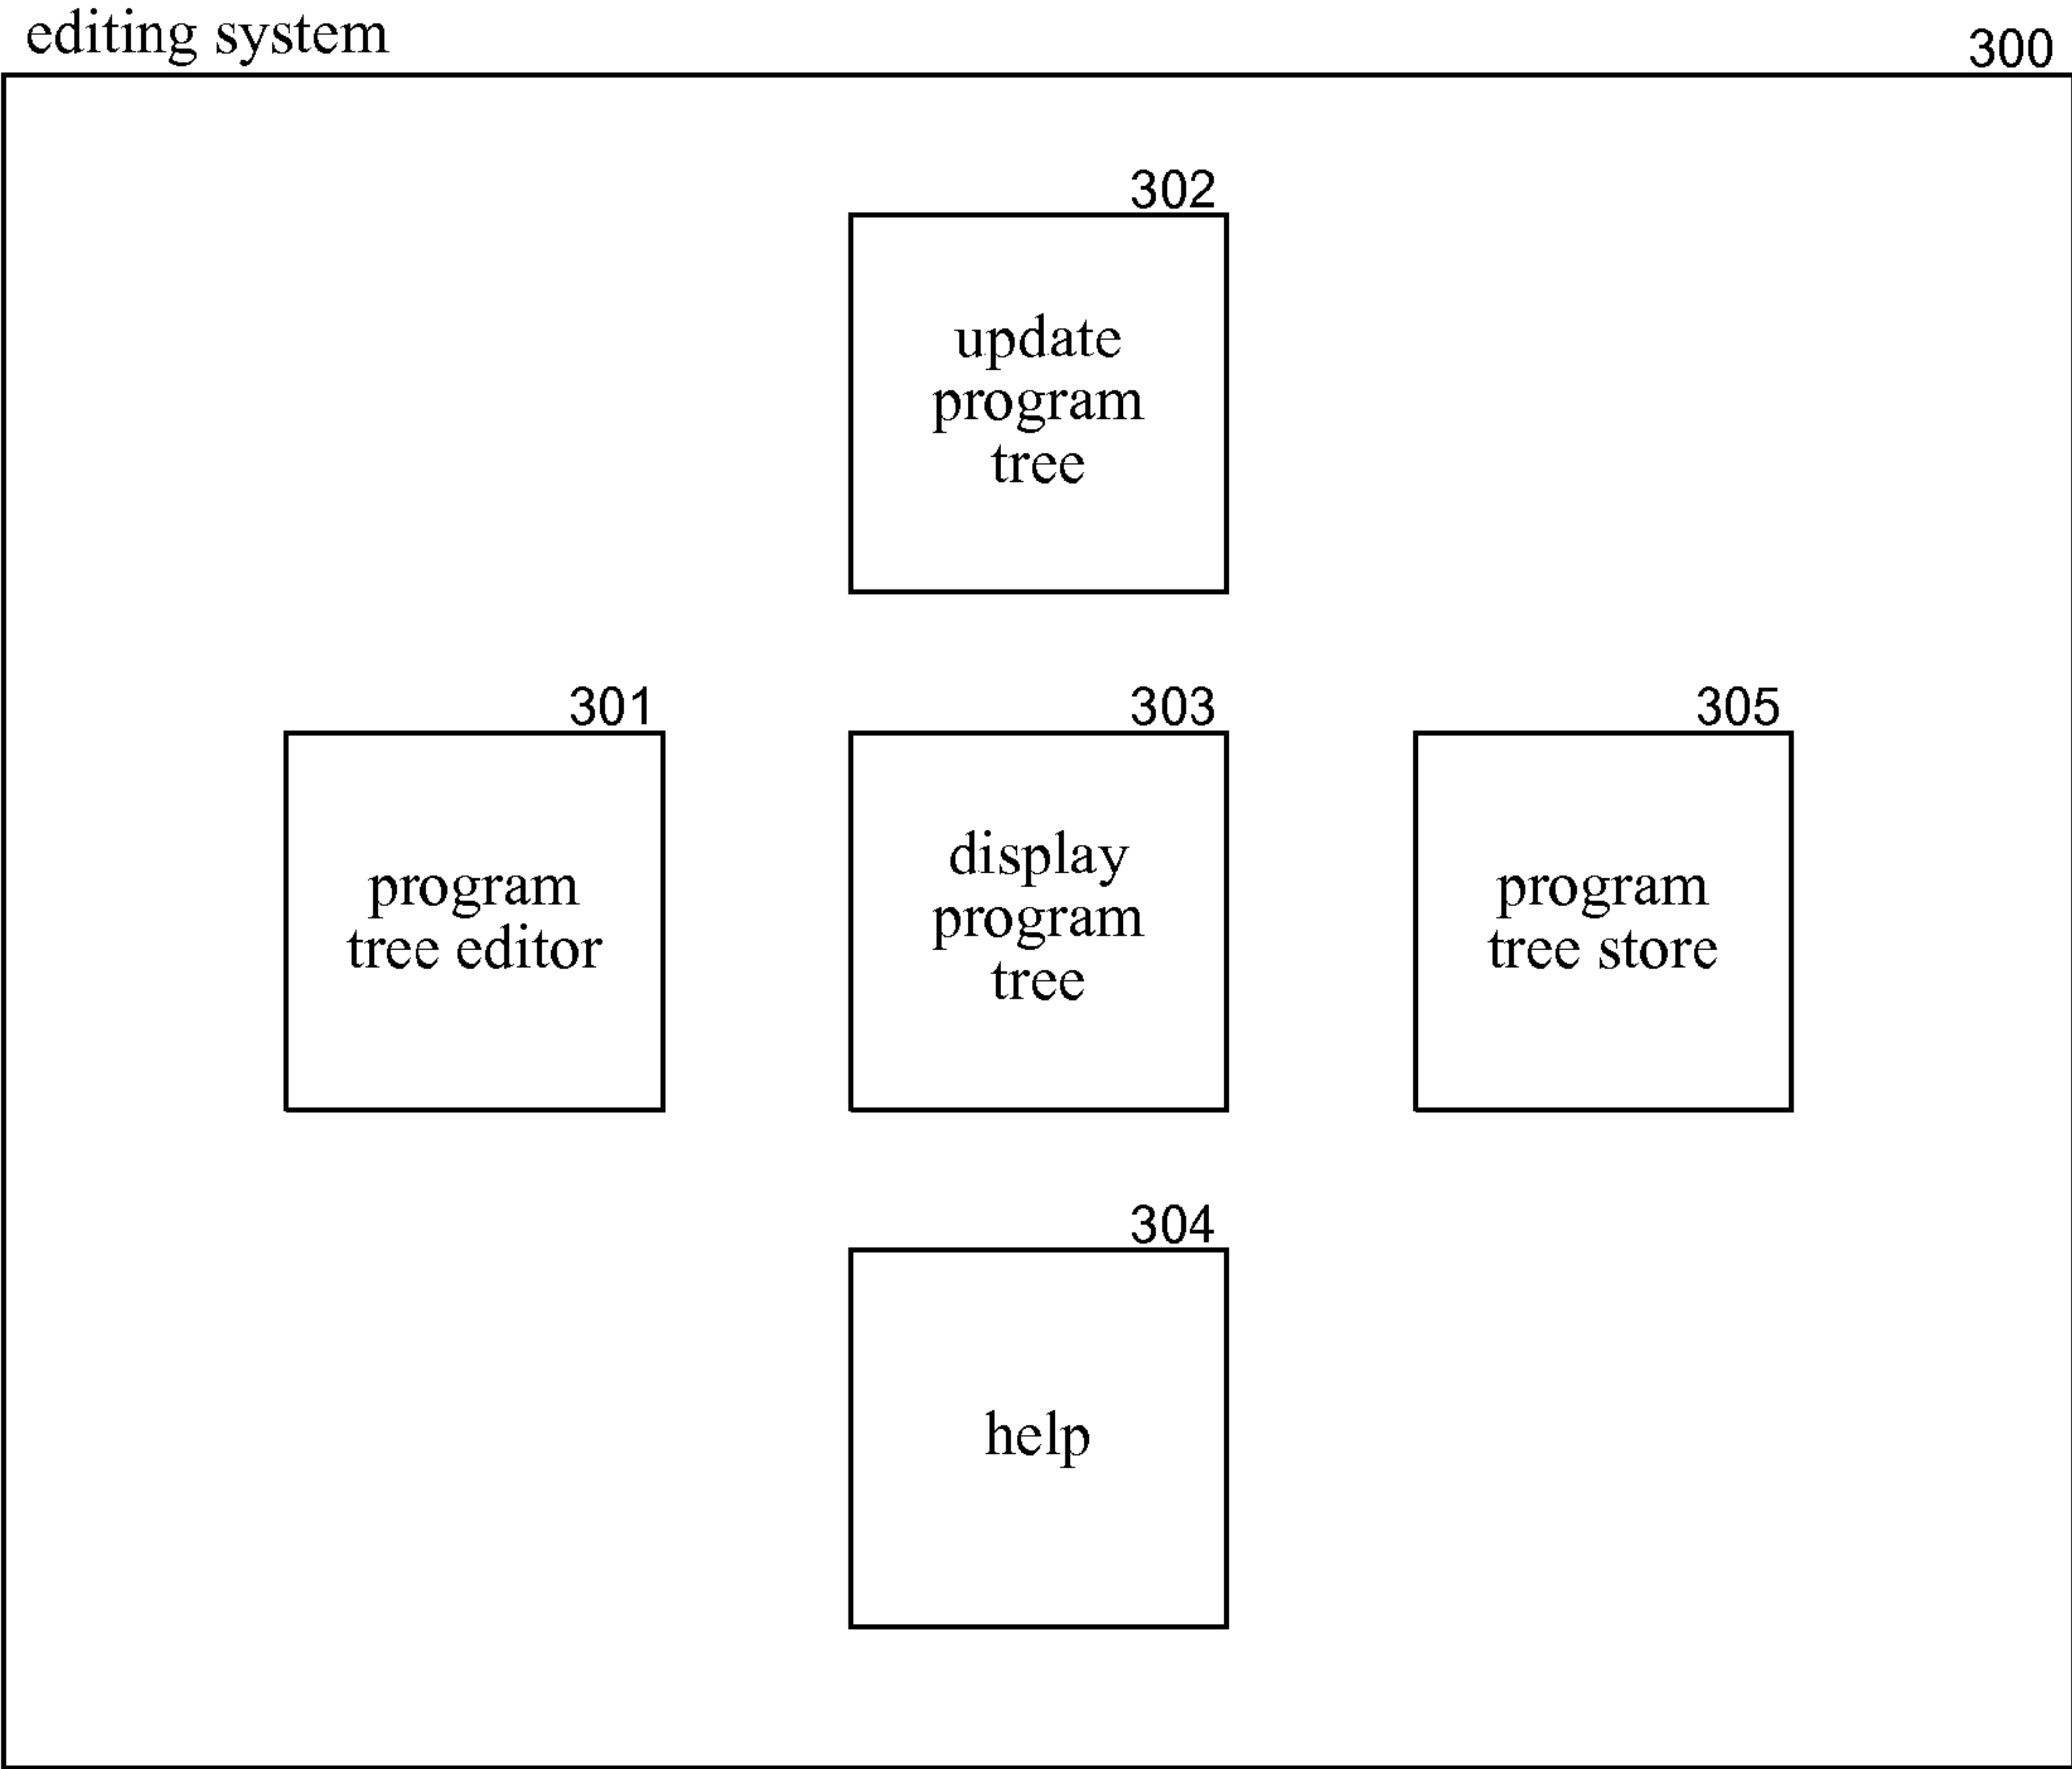 editing system
300
302
update
program
tree
301
program
tree editor
303
display
program
tree
305
program
tree store
304
help